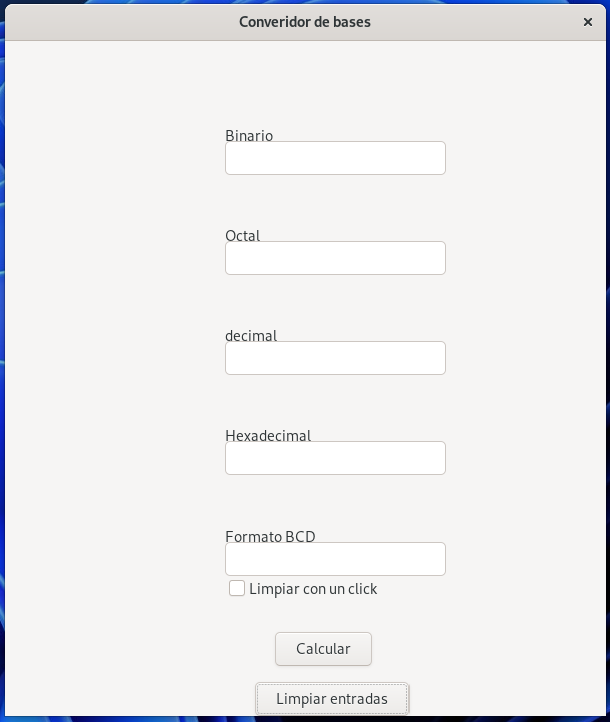 Converidor de bases
Binario
Octal
decimal
Hexadecimal
Formato BCD
Limpiar con un click
Calcular
Limpiar entradas